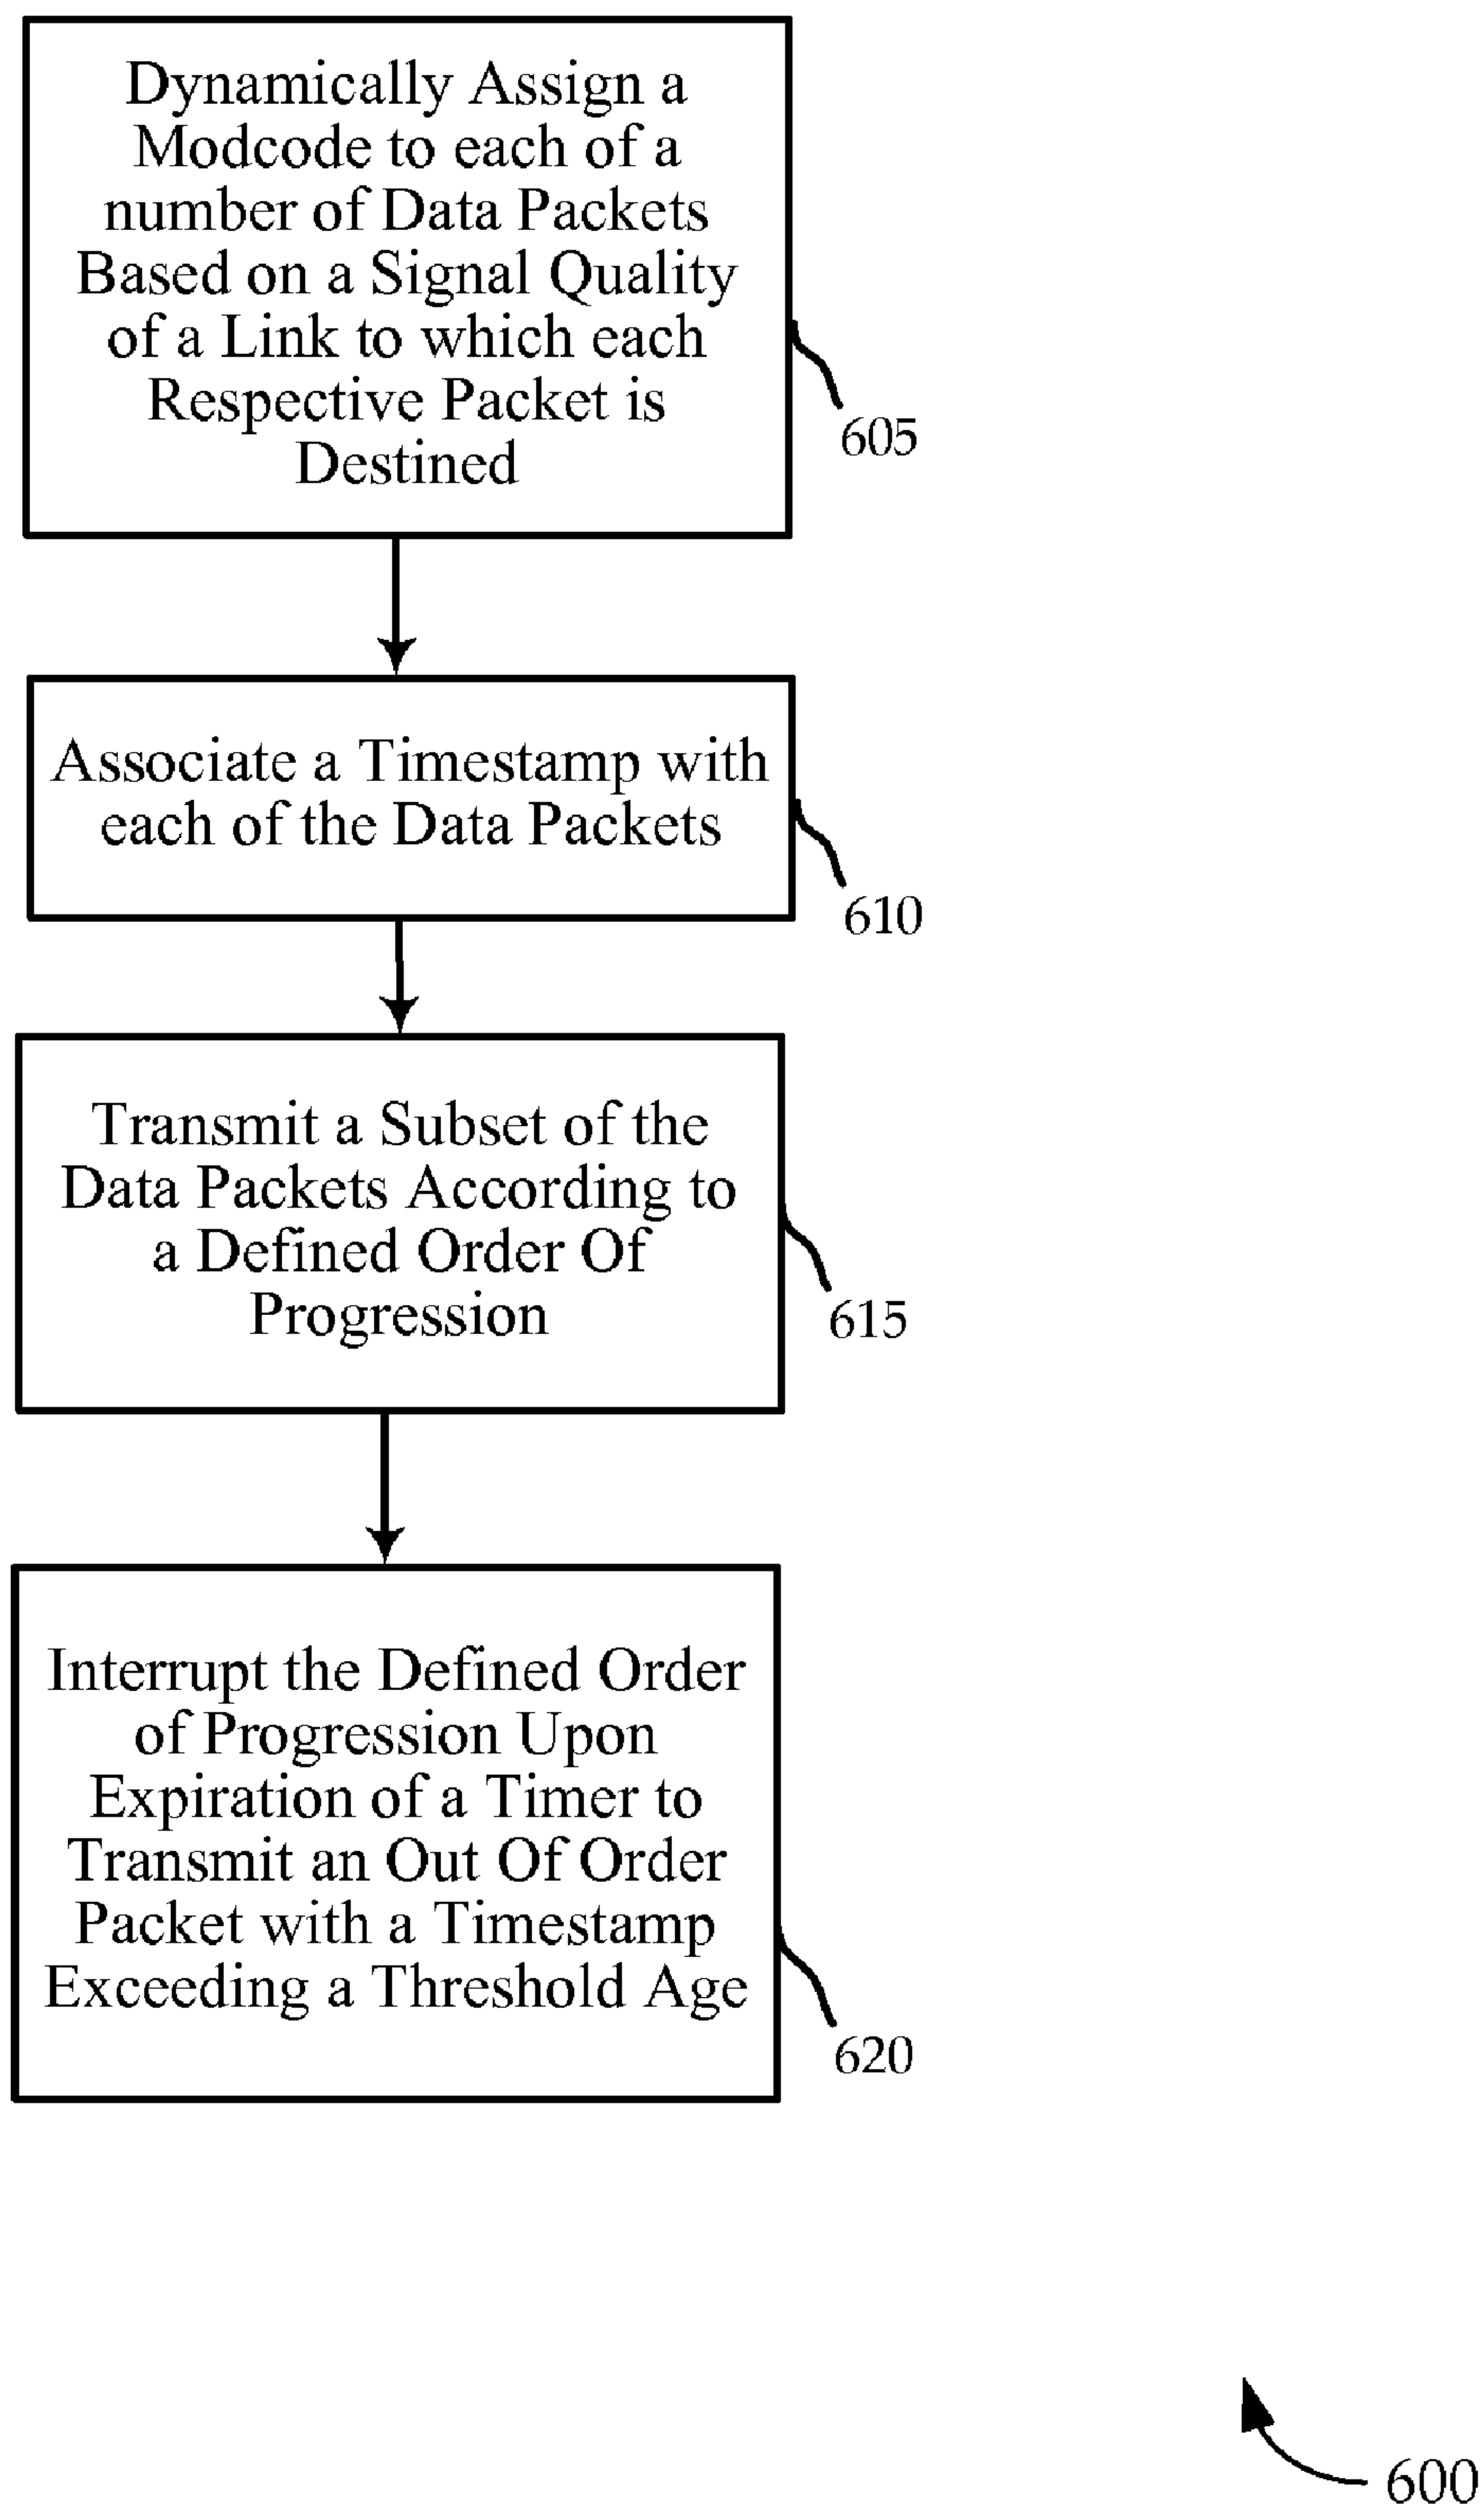 Dynamically Assign a
Modcode to each of a
number of Data Packets
Based on a Signal Quality
of a Link to which each
Respective Packet is
Destined
605
Associate a Timestamp with
each of the Data Packets
610
Transmit a Subset of the
Data Packets According to
a Defined Order Of
Progression
615
Interrupt the Defined Order
of Progression Upon
Expiration of a Timer to
Transmit an Out Of Order
Packet with a Timestamp
Exceeding a Threshold Age
620
600